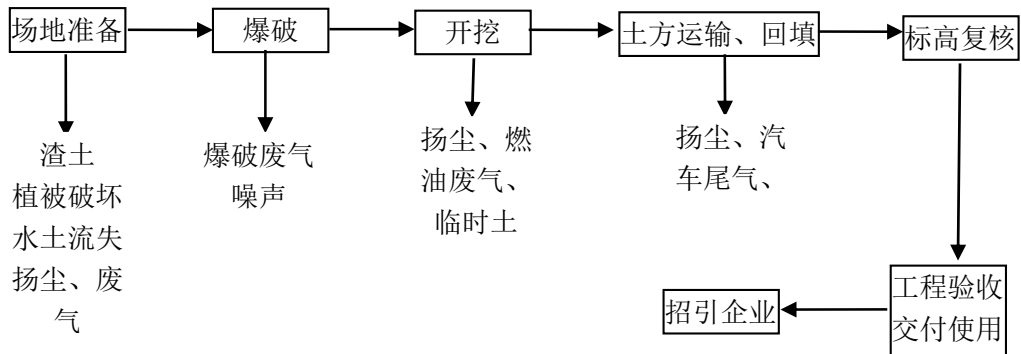 场地准备
爆破
开挖
土方运输、回填
标高复核
渣土
植被破坏
水土流失
扬尘、废
气
爆破废气
噪声
扬尘、燃
油废气、
临时土
扬尘、汽
车尾气、
工程验收
交付使用
招引企业